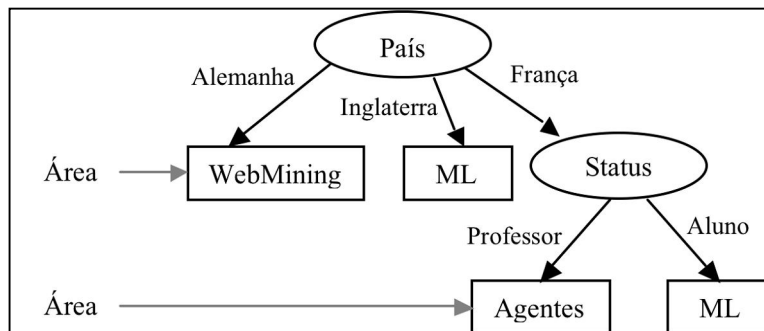 País
Alemanha
Inglaterra
França
Área
WebMining
ML
Status
Professor
Aluno
Área
Agentes
ML